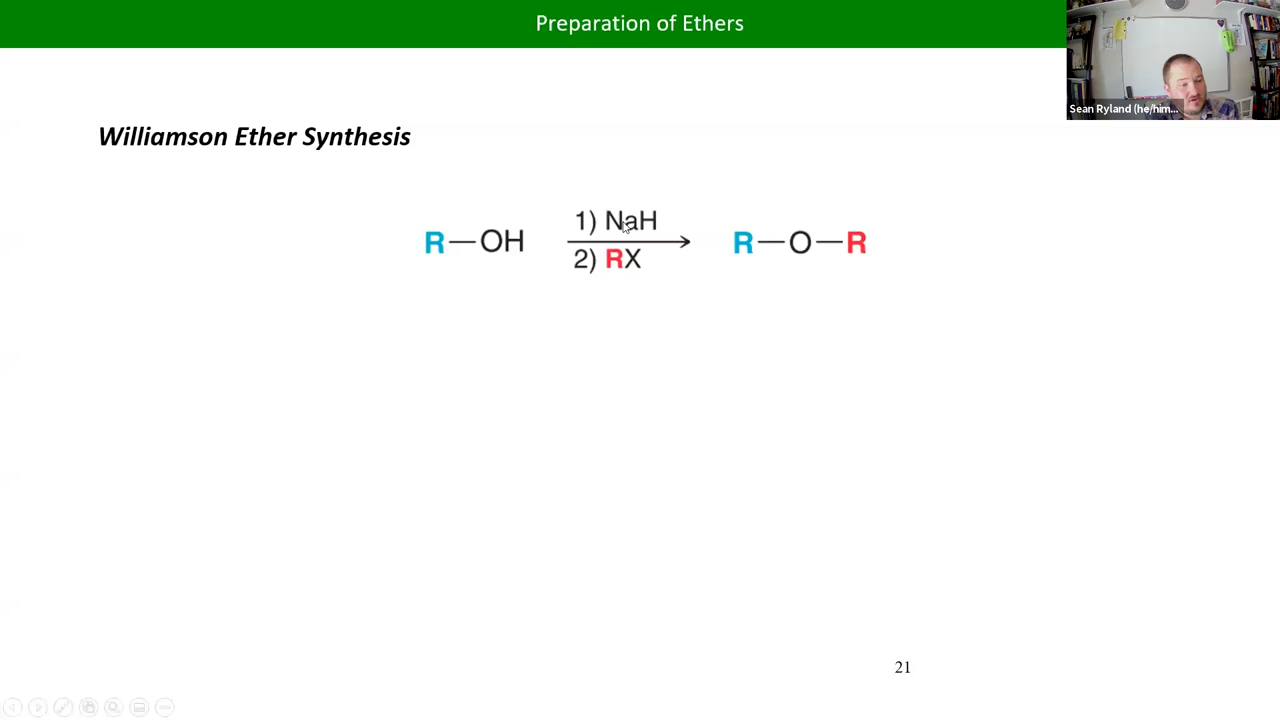 Preparation of Ethers
Sean Ryland (he/him...
Williamson Ether Synthesis
R—OH
1) NaH
2) RX
R—O—R
21